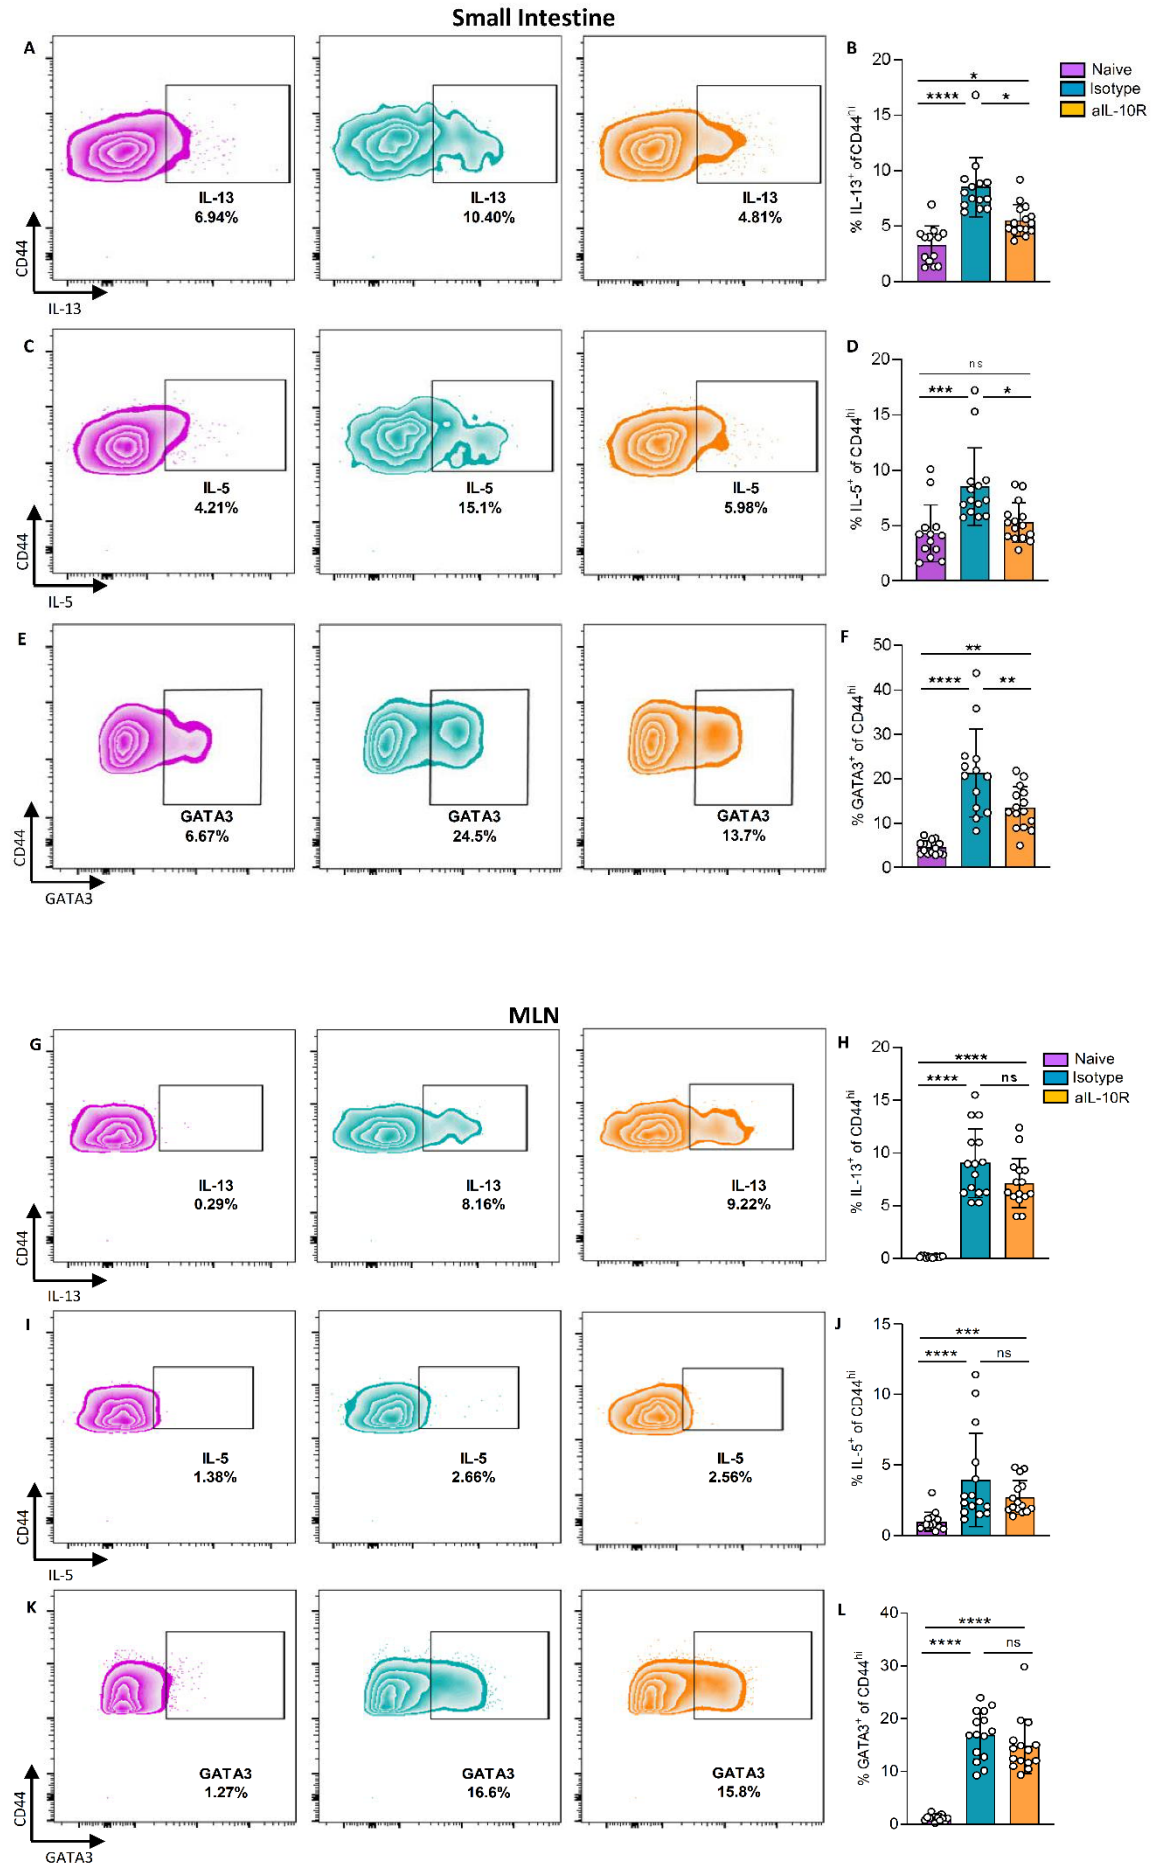 Small Intestine
A
IL-13
6.94%
IL-13
10.40%
IL-13
4.81%
CD44
IL-13
B
20
15
10
5
0
% IL-13+ of CD44hi
*
**** *
Naive
Isotype
aIL-10R
C
IL-5
4.21%
IL-5
15.1%
IL-5
5.98%
CD44
IL-5
D
20
15
10
5
0
% IL-5+ of CD44hi
ns
*** *
E
GATA3
6.67%
GATA3
24.5%
GATA3
13.7%
CD44
GATA3
F
50
40
30
20
10
0
% GATA3+ of CD44hi
**
**** **
MLN
G
IL-13
0.29%
IL-13
8.16%
IL-13
9.22%
CD44
IL-13
H
20
15
10
5
0
% IL-13+ of CD44hi
****
**** ns
Naive
Isotype
aIL-10R
I
IL-5
1.38%
IL-5
2.66%
IL-5
2.56%
CD44
IL-5
J
15
10
5
0
% IL-5+ of CD44hi
***
**** ns
K
GATA3
1.27%
GATA3
16.6%
GATA3
15.8%
CD44
GATA3
L
40
30
20
10
0
% GATA3+ of CD44hi
****
**** ns